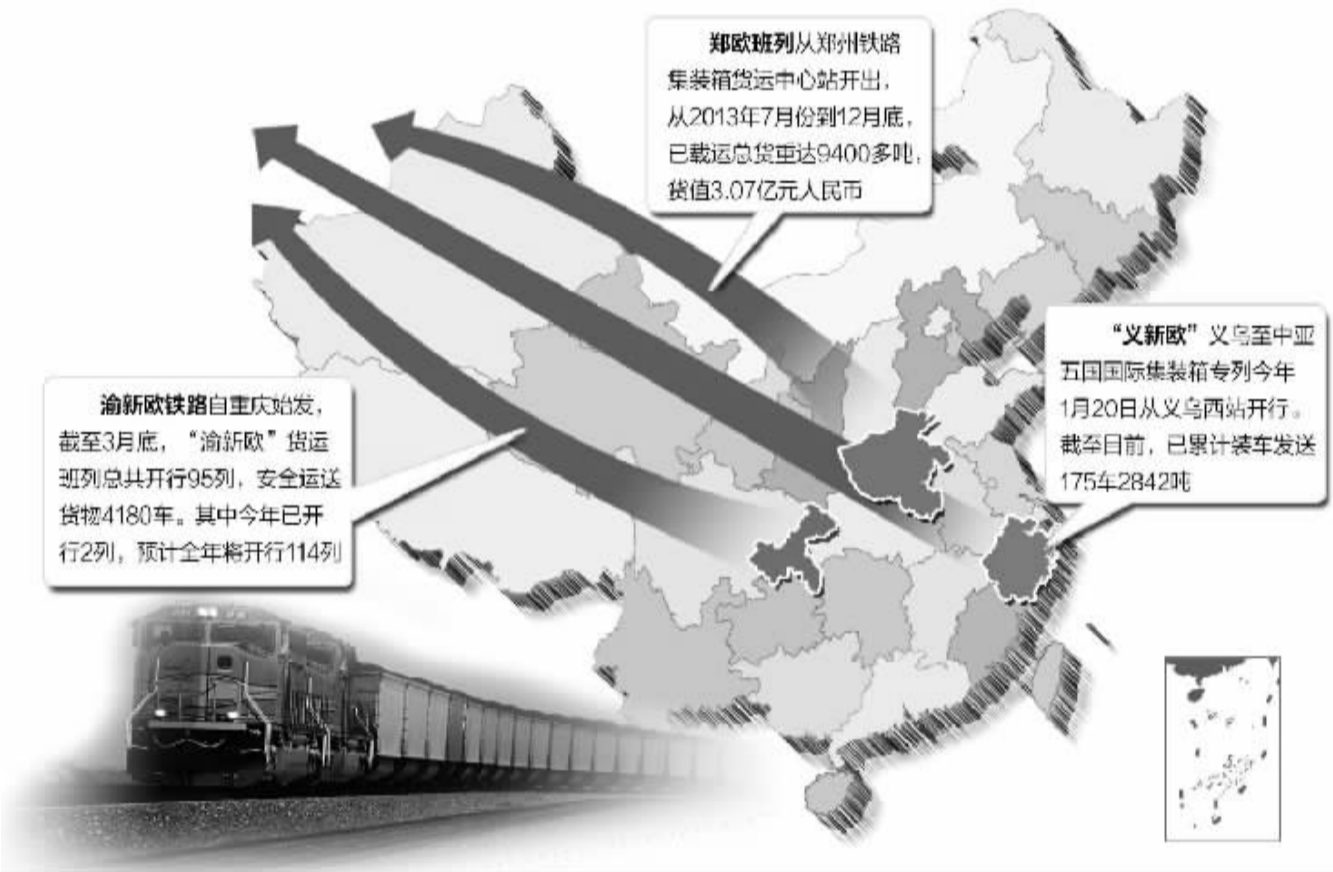 郑欧班列从郑州铁路
集装箱货运中心站开出，
从2013年7月份到12月底，
已载运总货重达9400多吨，
货值3.07亿元人民币
“义新欧”义乌至中亚
五国国际集装箱专列今年
1月20日从义乌西站开行。
截至目前，已累计装车发送
175车2842吨
渝新欧铁路自重庆始发，
截至3月底，“渝新欧”货运
班列总共开行95列，安全运送
货物4180车。其中今年已开
行2列，预计全年将开行114列